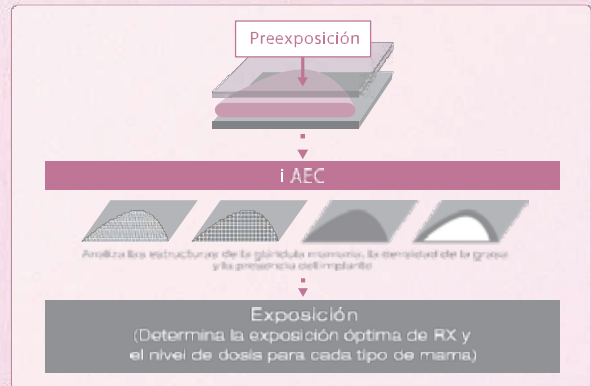 Preexposición
i AEC
Analiza las estructuras de la glándula mamaria, la densidad de la grasa
y la presencia del implante
Exposición
(Determina la exposición óptima de RX y
el nivel de dosis para cada tipo de mama)